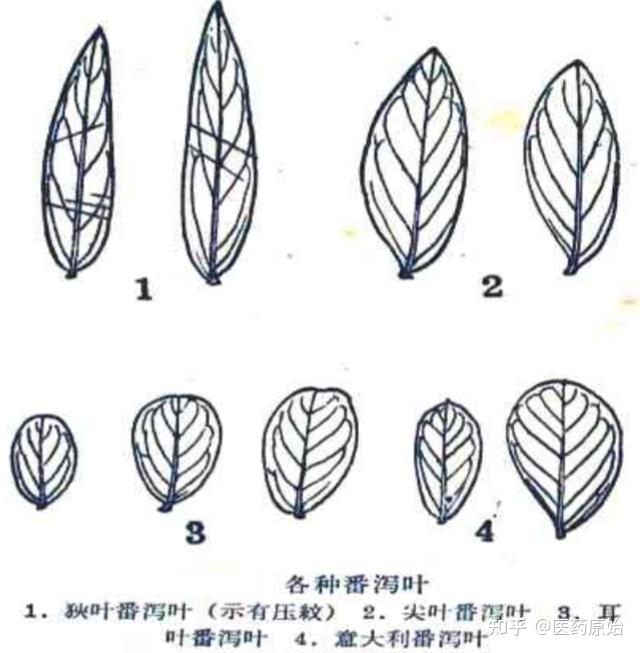 1
2
3
4
各种番泻叶
1. 狭叶番泻叶（示有压紋） 2. 尖叶番泻叶 3. 耳
叶番泻叶 4. 意大利番泻叶
知乎 @医药原始